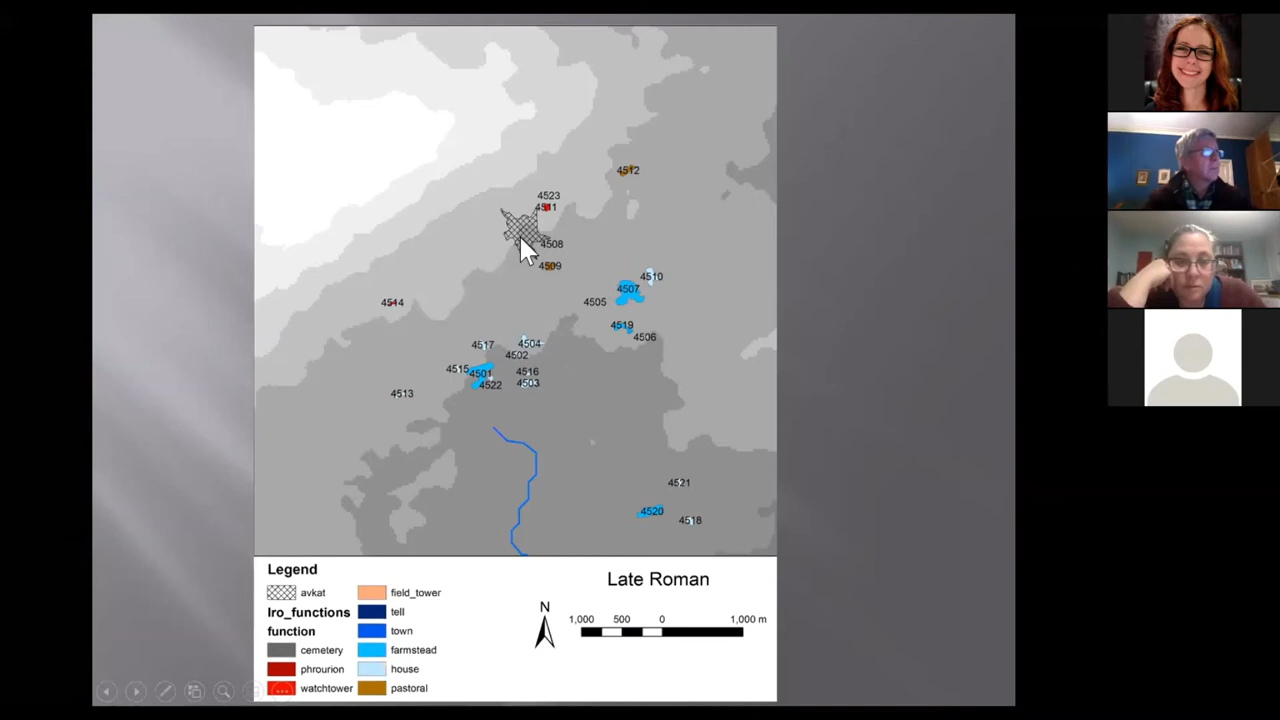 4512
4523
4511
4508
4509
4510
4507
4505
4514
4519
4506
4517
4504
4502
4515
4501
4516
4522
4503
4513
4521
4520
4518
Legend
avkat
lro_functions
function
cemetery
phrourion
watchtower
field_tower
tell
town
farmstead
house
pastoral
Late Roman
N
1,000 500 0 1,000 m